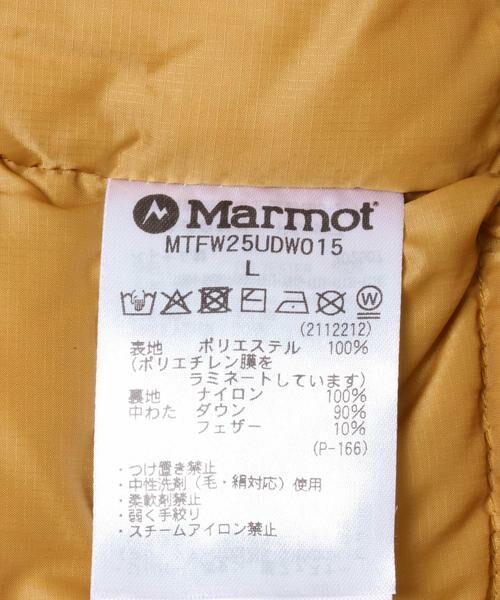 Marmot
MTFW25UDW015
L
(2112212)
表地 ポリエステル 100%
(ポリエチレン膜を
ラミネートしています)
裏地 ナイロン 100%
中わた ダウン 90%
フェザー 10%
(P-166)
・つけ置き禁止
・中性洗剤(毛・絹対応)使用
・柔軟剤禁止
・弱く手絞り
・スチームアイロン禁止